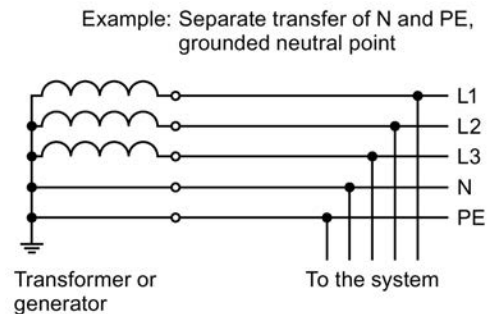 Example: Separate transfer of N and PE,
grounded neutral point
L1
L2
L3
N
PE
Transformer or
generator
To the system